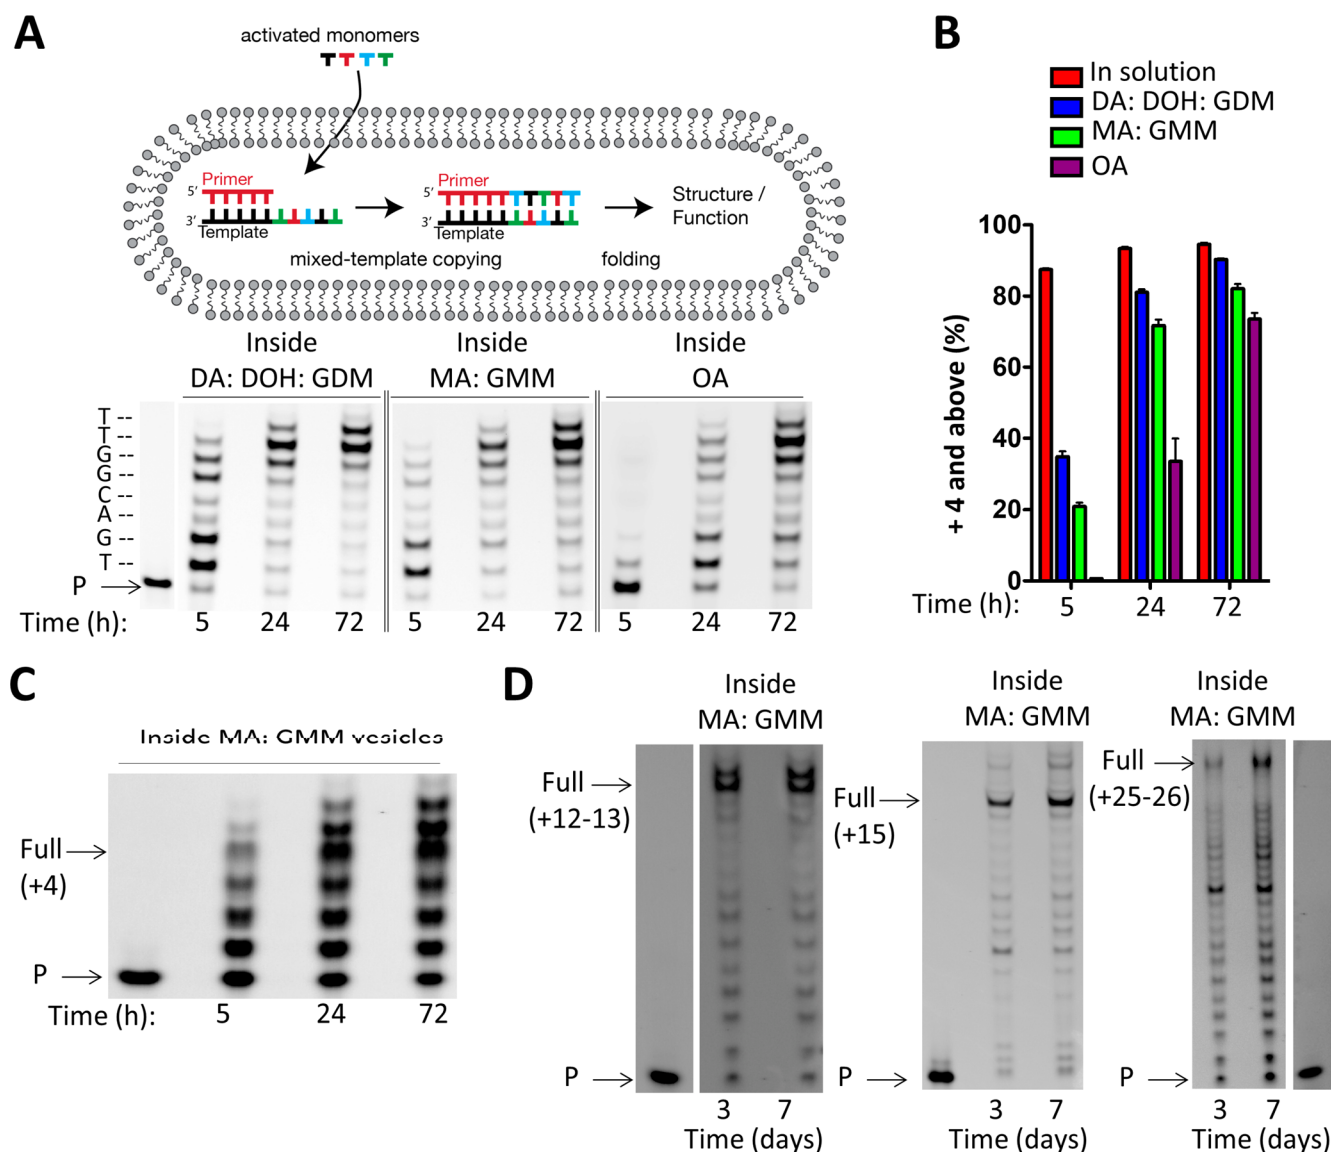 A
activated monomers
Primer
5'
3'
Template
Primer
5'
3'
Template
Structure /
Function
mixed-template copying
folding
Inside
DA: DOH: GDM
Inside
MA: GMM
Inside
OA
T --
T --
G --
G --
C --
A --
G --
T --
P
Time (h):
5
24
72
5
24
72
5
24
72
B
In solution
DA: DOH: GDM
MA: GMM
OA
+ 4 and above (%)
100
80
60
40
20
0
Time (h):
5
24
72
C
Inside MA: GMM vesicles
Full
(+4)
P
Time (h):
5
24
72
D
Inside
MA: GMM
Full
(+12-13)
P
3
7
Time (days)
Inside
MA: GMM
Full
(+15)
P
3
7
Time (days)
Inside
MA: GMM
Full
(+25-26)
P
3
7
Time (days)